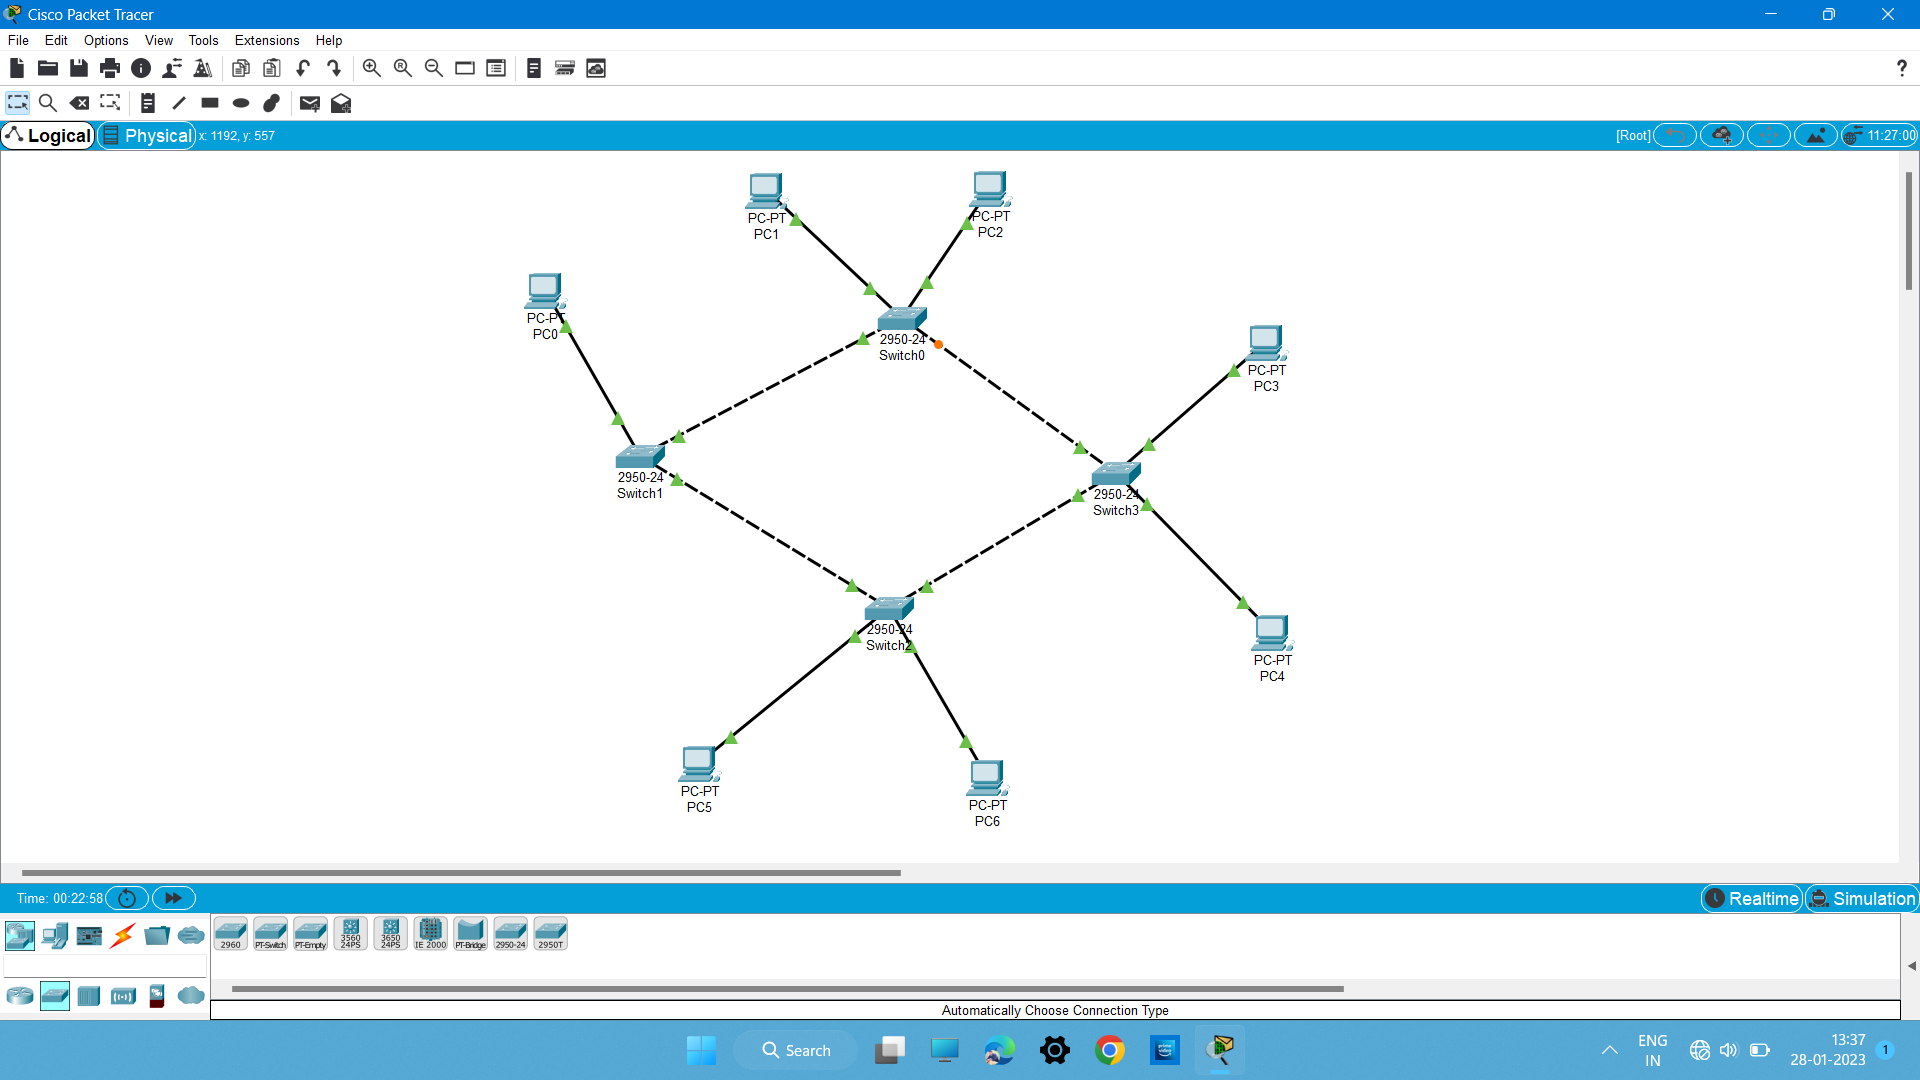 Cisco Packet Tracer
File Edit Options View Tools Extensions Help
?
Logical Physical x: 1192, y: 557 [Root] 11:27:00
PC-PT
PC1
PC-PT
PC2
PC-PT
PC0
2950-24
Switch0
PC-PT
PC3
2950-24
Switch1
2950-24
Switch3
2950-24
Switch2
PC-PT
PC4
PC-PT
PC5
PC-PT
PC6
Time: 00:22:58 Realtime Simulation
2960 PT-Switch PT-Empty 3560 24PS 3650 24PS IE 2000 PT-Bridge 2950-24 2950T
Automatically Choose Connection Type
Search
ENG
IN
13:37
28-01-2023
1